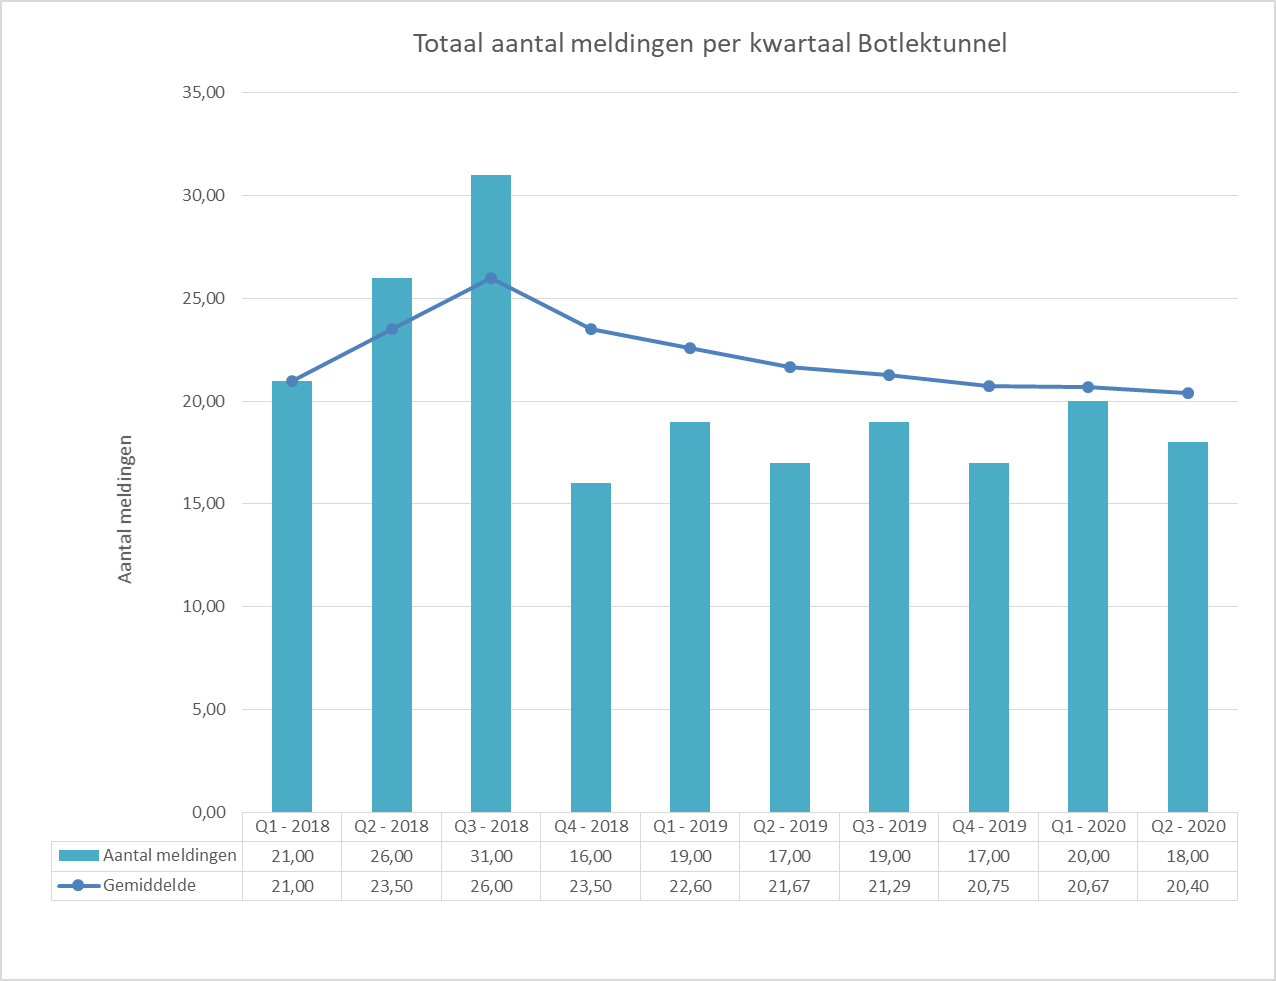 Totaal aantal meldingen per kwartaal Botlektunnel
35,00
30,00
25,00
20,00
15,00
10,00
5,00
0,00
Aantal meldingen
Q1 - 2018 Q2 - 2018 Q3 - 2018 Q4 - 2018 Q1 - 2019 Q2 - 2019 Q3 - 2019 Q4 - 2019 Q1 - 2020 Q2 - 2020
Aantal meldingen 21,00 26,00 31,00 16,00 19,00 17,00 19,00 17,00 20,00 18,00
Gemiddelde 21,00 23,50 26,00 23,50 22,60 21,67 21,29 20,75 20,67 20,40